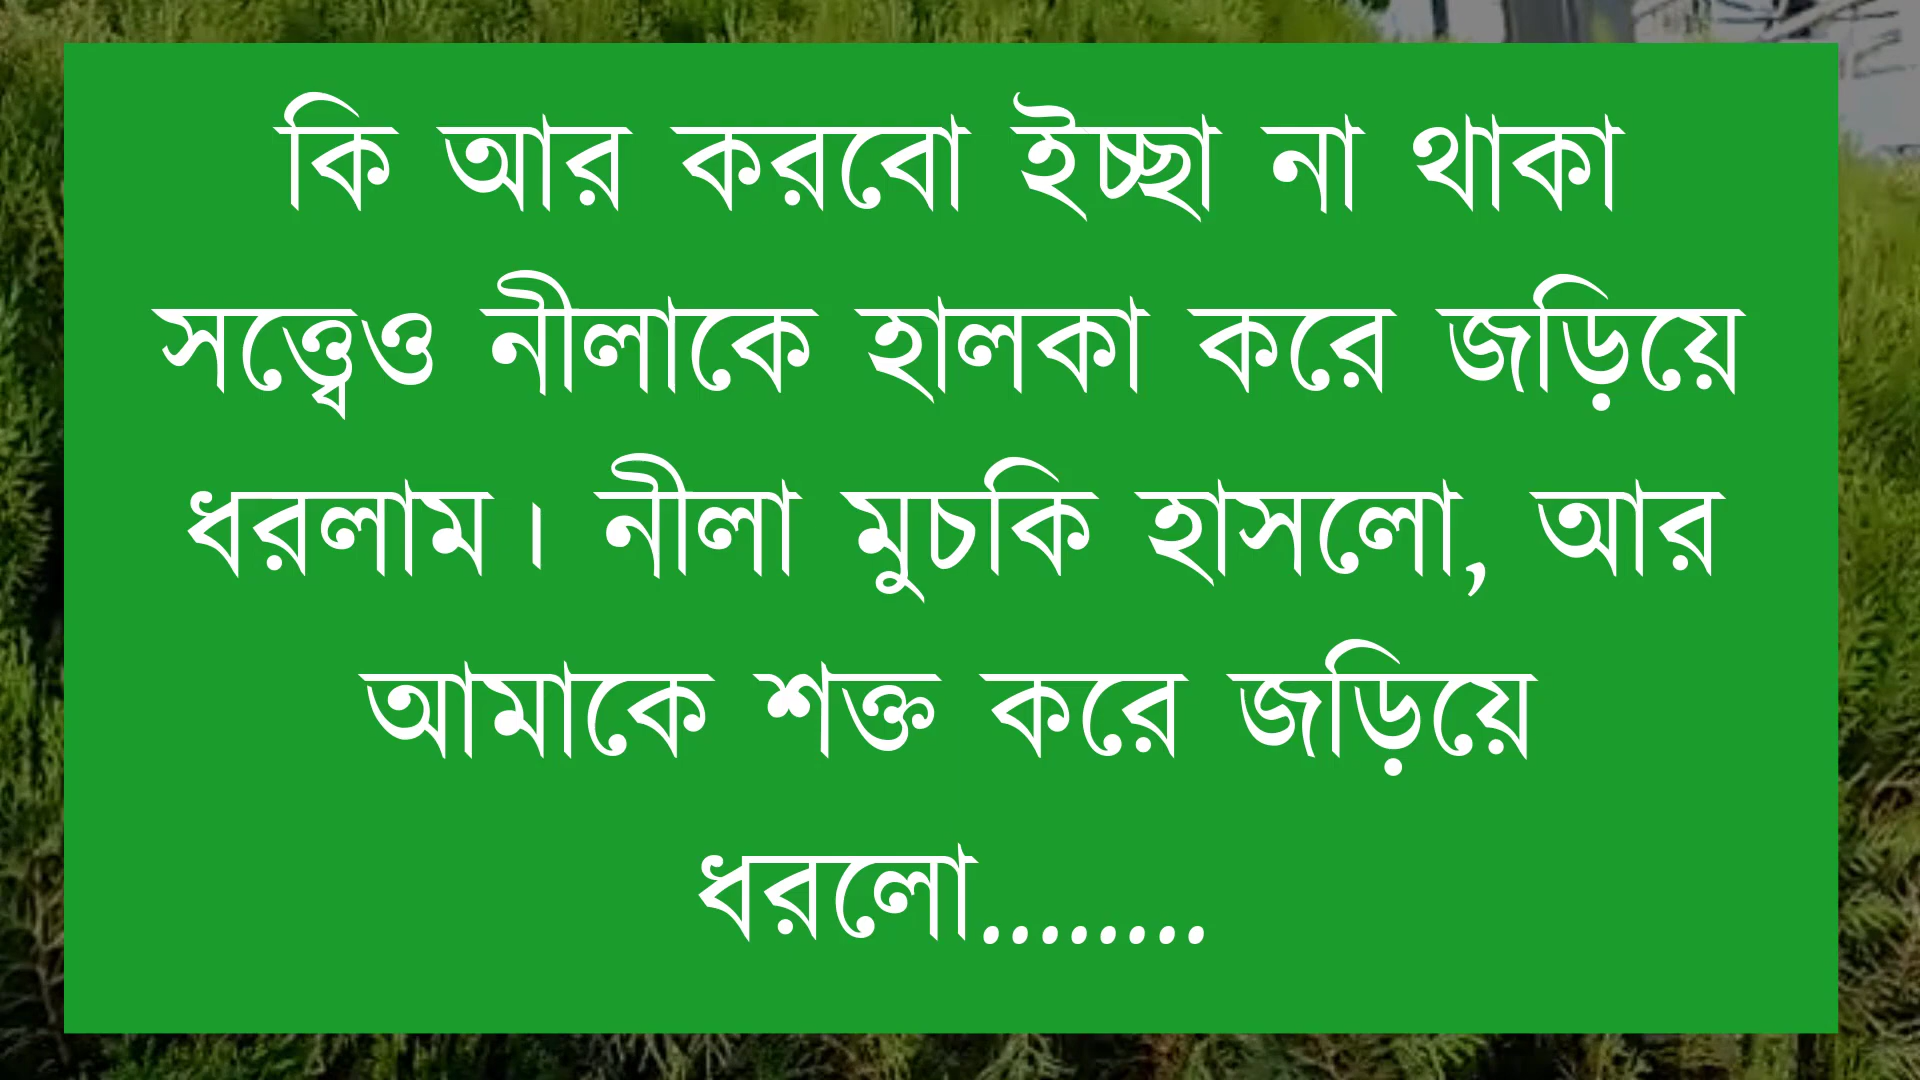 কি আর করবো ইচ্ছা না থাকা
সত্ত্বেও নীলাকে হালকা করে জড়িয়ে
ধরলাম। নীলা মুচকি হাসলো, আর
আমাকে শক্ত করে জড়িয়ে
ধরলো........